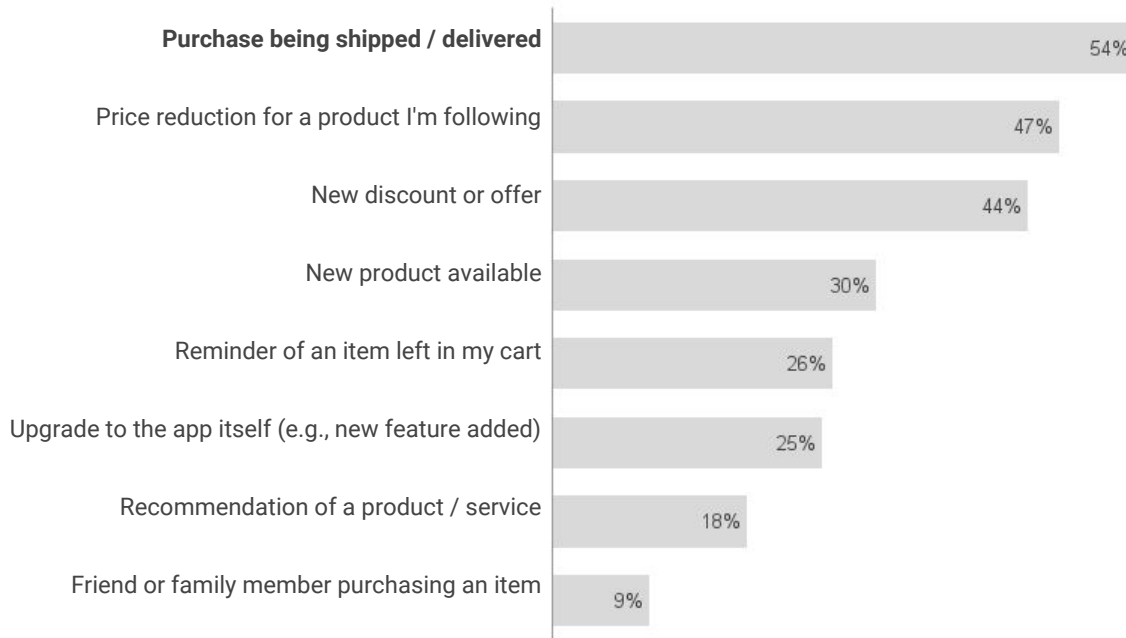 Purchase being shipped / delivered
54%
Price reduction for a product I'm following
47%
New discount or offer
44%
New product available
30%
Reminder of an item left in my cart
26%
Upgrade to the app itself (e.g., new feature added)
25%
Recommendation of a product / service
18%
Friend or family member purchasing an item
9%